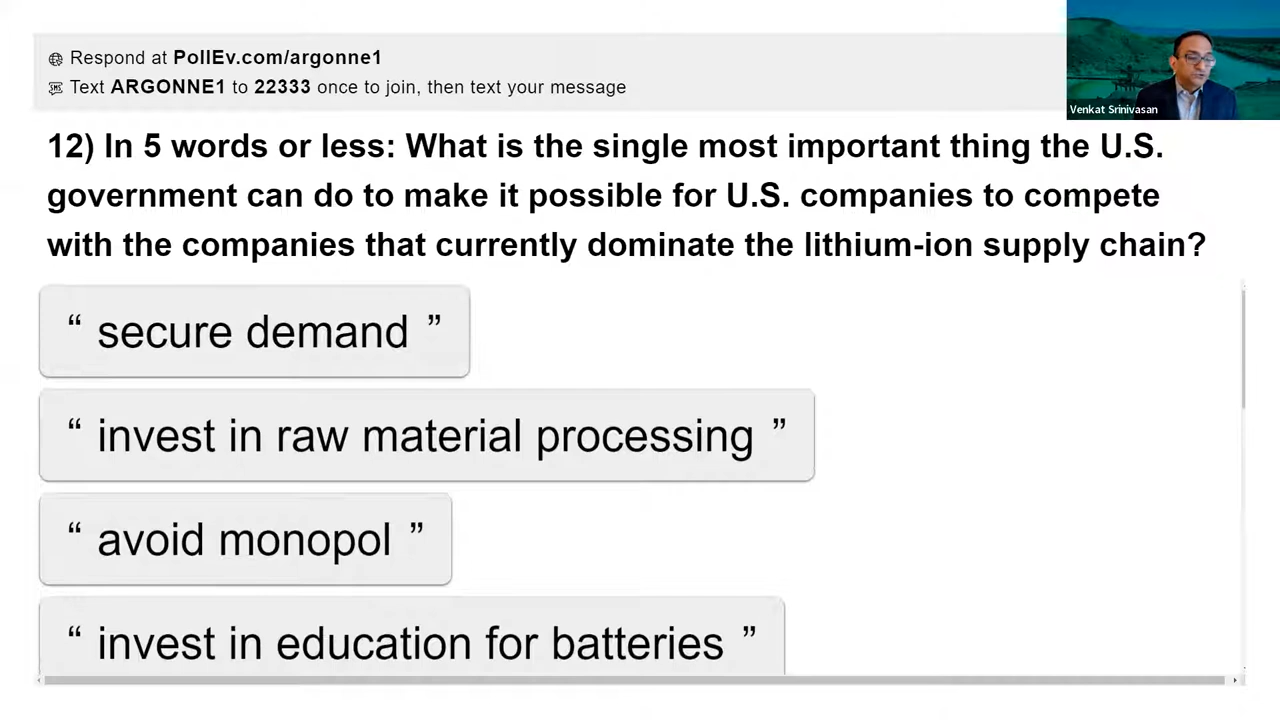 Respond at PollEv.com/argonne1
Text ARGONNE1 to 22333 once to join, then text your message
Venkat Srinivasan
12) In 5 words or less: What is the single most important thing the U.S.
government can do to make it possible for U.S. companies to compete
with the companies that currently dominate the lithium-ion supply chain?
“ secure demand ”
“ invest in raw material processing ”
“ avoid monopol ”
“ invest in education for batteries ”